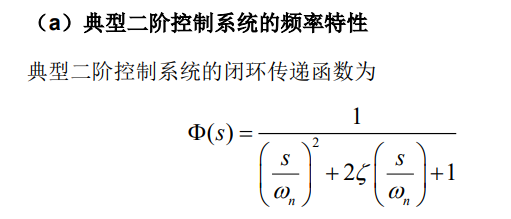 （a）典型二阶控制系统的频率特性
典型二阶控制系统的闭环传递函数为
Φ(s) = 1 / ( (s/ωₙ)² + 2ζ(s/ωₙ) + 1 )